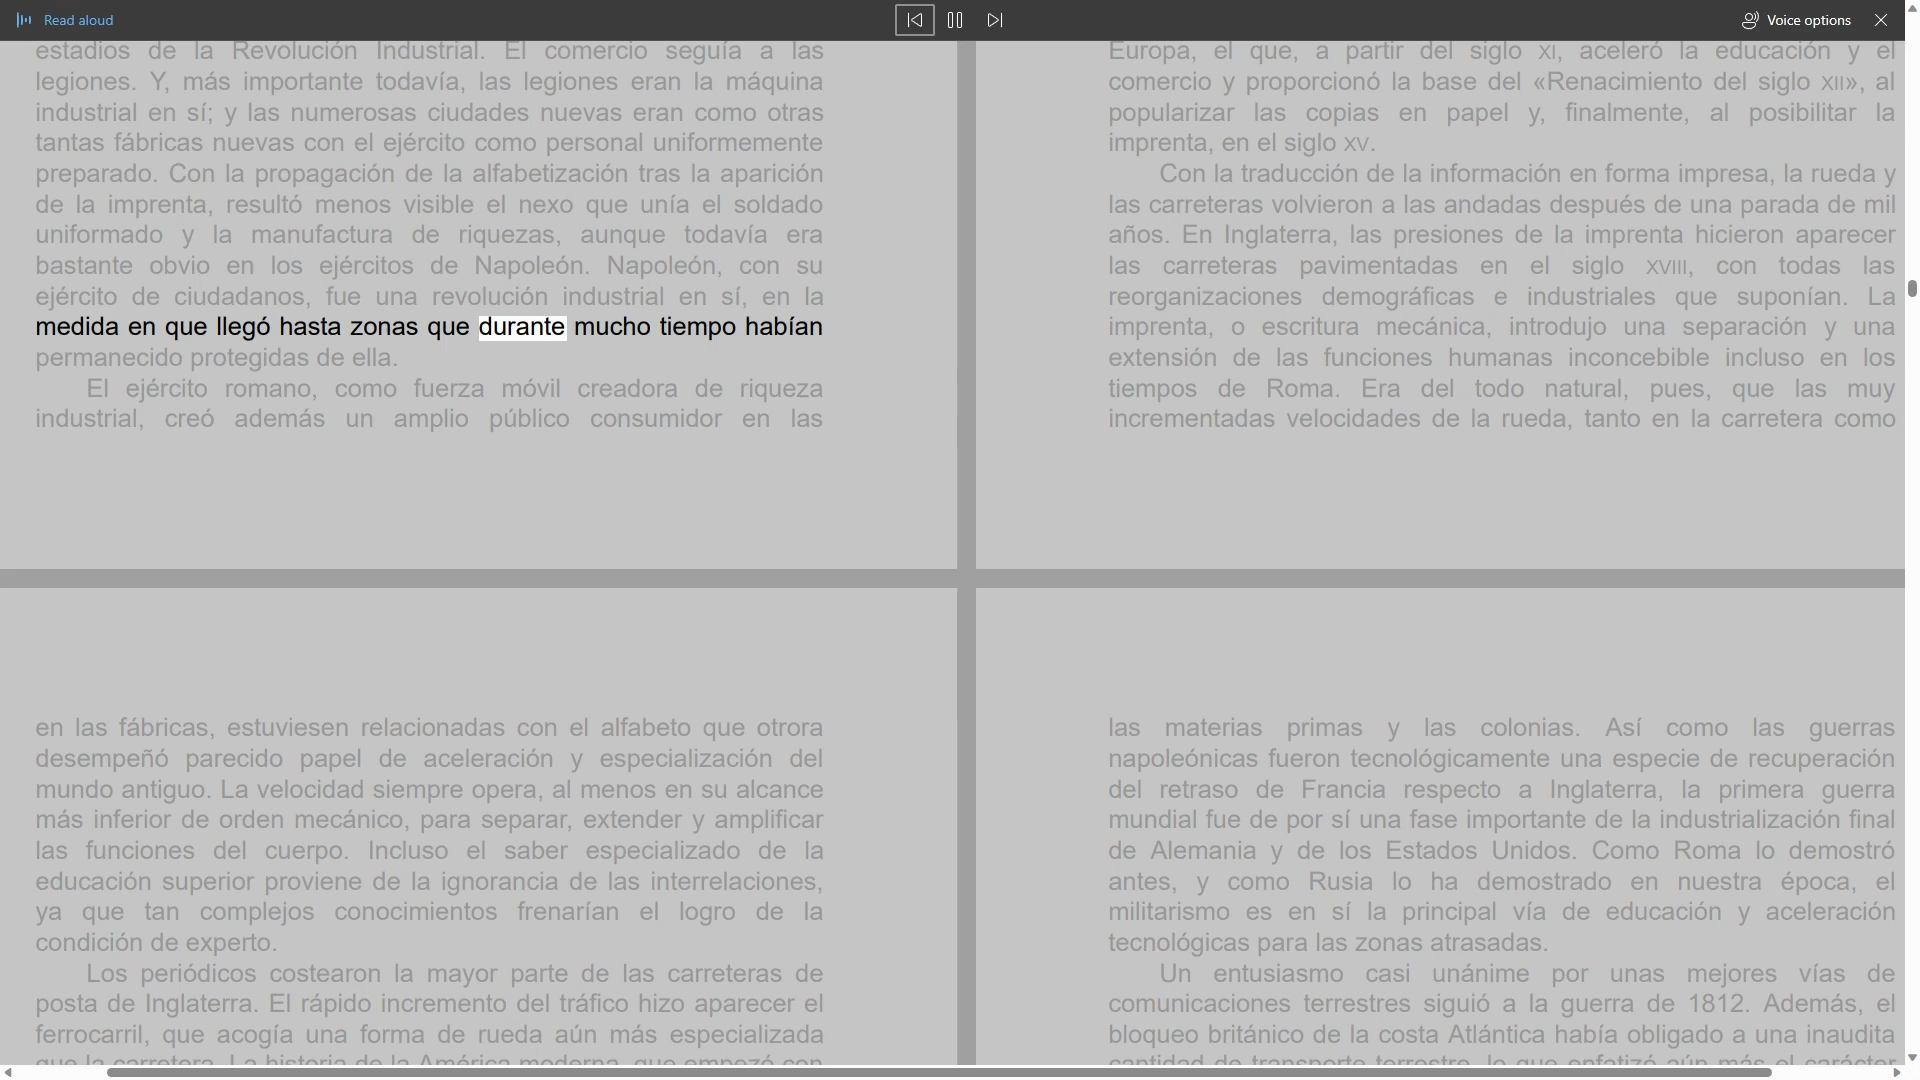 Read aloud
Voice options
estadios de la Revolución Industrial. El comercio seguía a las
legiones. Y, más importante todavía, las legiones eran la máquina
industrial en sí; y las numerosas ciudades nuevas eran como otras
tantas fábricas nuevas con el ejército como personal uniformemente
preparado. Con la propagación de la alfabetización tras la aparición
de la imprenta, resultó menos visible el nexo que unía el soldado
uniformado y la manufactura de riquezas, aunque todavía era
bastante obvio en los ejércitos de Napoleón. Napoleón, con su
ejército de ciudadanos, fue una revolución industrial en sí, en la
medida en que llegó hasta zonas que durante mucho tiempo habían
permanecido protegidas de ella.
El ejército romano, como fuerza móvil creadora de riqueza
industrial, creó además un amplio público consumidor en las
Europa, el que, a partir del siglo XI, aceleró la educación y el
comercio y proporcionó la base del «Renacimiento del siglo XII», al
popularizar las copias en papel y, finalmente, al posibilitar la
imprenta, en el siglo XV.
Con la traducción de la información en forma impresa, la rueda y
las carreteras volvieron a las andadas después de una parada de mil
años. En Inglaterra, las presiones de la imprenta hicieron aparecer
las carreteras pavimentadas en el siglo XVIII, con todas las
reorganizaciones demográficas e industriales que suponían. La
imprenta, o escritura mecánica, introdujo una separación y una
extensión de las funciones humanas inconcebible incluso en los
tiempos de Roma. Era del todo natural, pues, que las muy
incrementadas velocidades de la rueda, tanto en la carretera como
en las fábricas, estuviesen relacionadas con el alfabeto que otrora
desempeñó parecido papel de aceleración y especialización del
mundo antiguo. La velocidad siempre opera, al menos en su alcance
más inferior de orden mecánico, para separar, extender y amplificar
las funciones del cuerpo. Incluso el saber especializado de la
educación superior proviene de la ignorancia de las interrelaciones,
ya que tan complejos conocimientos frenarían el logro de la
condición de experto.
Los periódicos costearon la mayor parte de las carreteras de
posta de Inglaterra. El rápido incremento del tráfico hizo aparecer el
ferrocarril, que acogía una forma de rueda aún más especializada
que la carretera. La historia de la América moderna, que empezó con
las materias primas y las colonias. Así como las guerras
napoleónicas fueron tecnológicamente una especie de recuperación
del retraso de Francia respecto a Inglaterra, la primera guerra
mundial fue de por sí una fase importante de la industrialización final
de Alemania y de los Estados Unidos. Como Roma lo demostró
antes, y como Rusia lo ha demostrado en nuestra época, el
militarismo es en sí la principal vía de educación y aceleración
tecnológicas para las zonas atrasadas.
Un entusiasmo casi unánime por unas mejores vías de
comunicaciones terrestres siguió a la guerra de 1812. Además, el
bloqueo británico de la costa Atlántica había obligado a una inaudita
cantidad de transporte terrestre, lo que enfatizó aún más el carácter